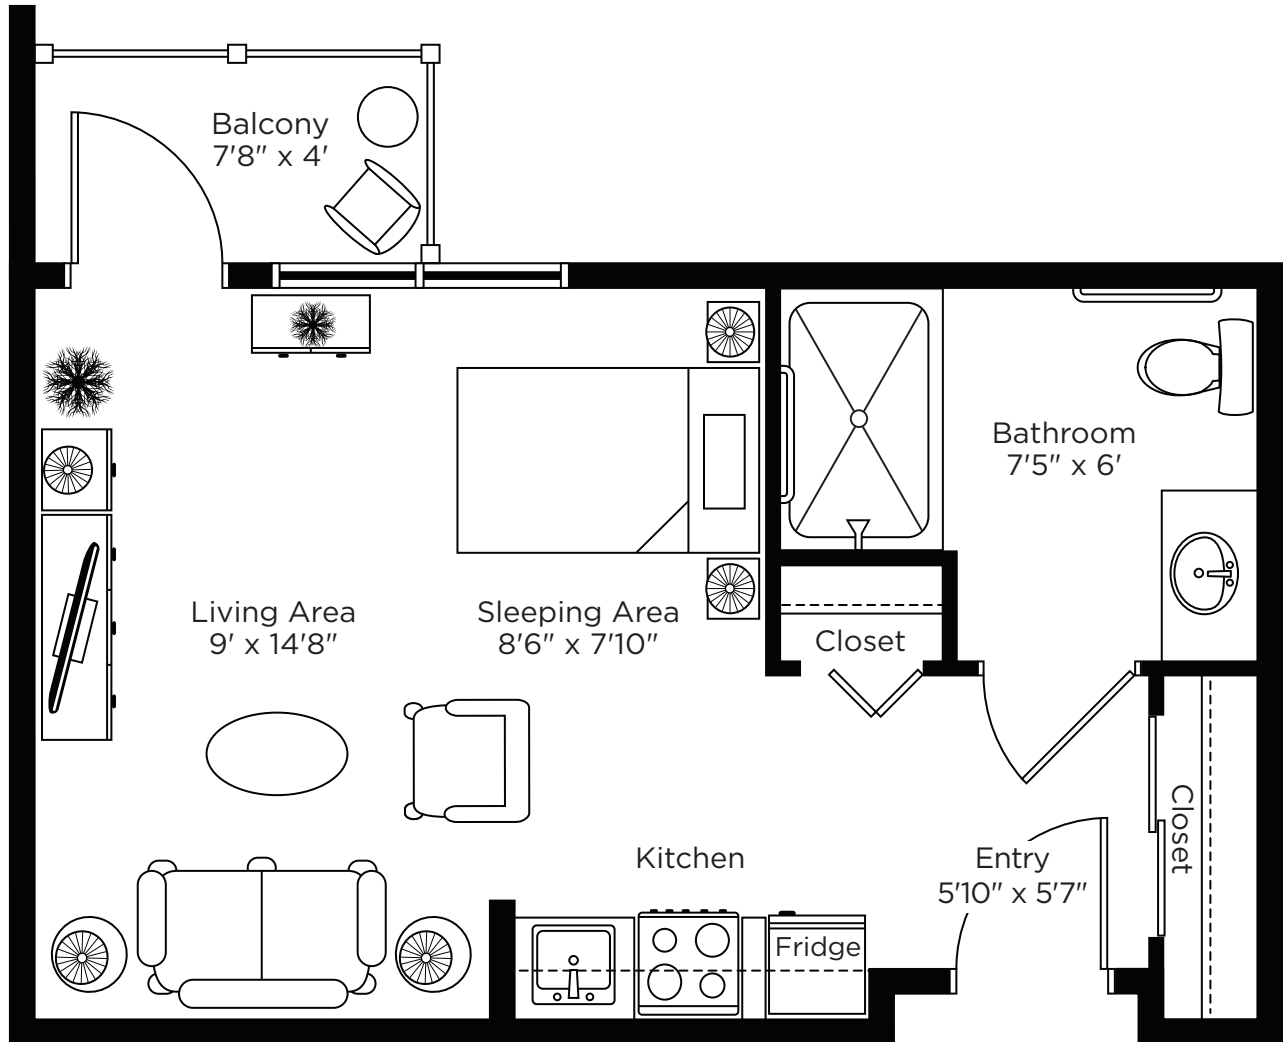 Balcony
7'8" x 4'
Bathroom
7'5" x 6'
Living Area
9' x 14'8"
Sleeping Area
8'6" x 7'10"
Closet
Closet
Kitchen
Entry
5'10" x 5'7"
Fridge